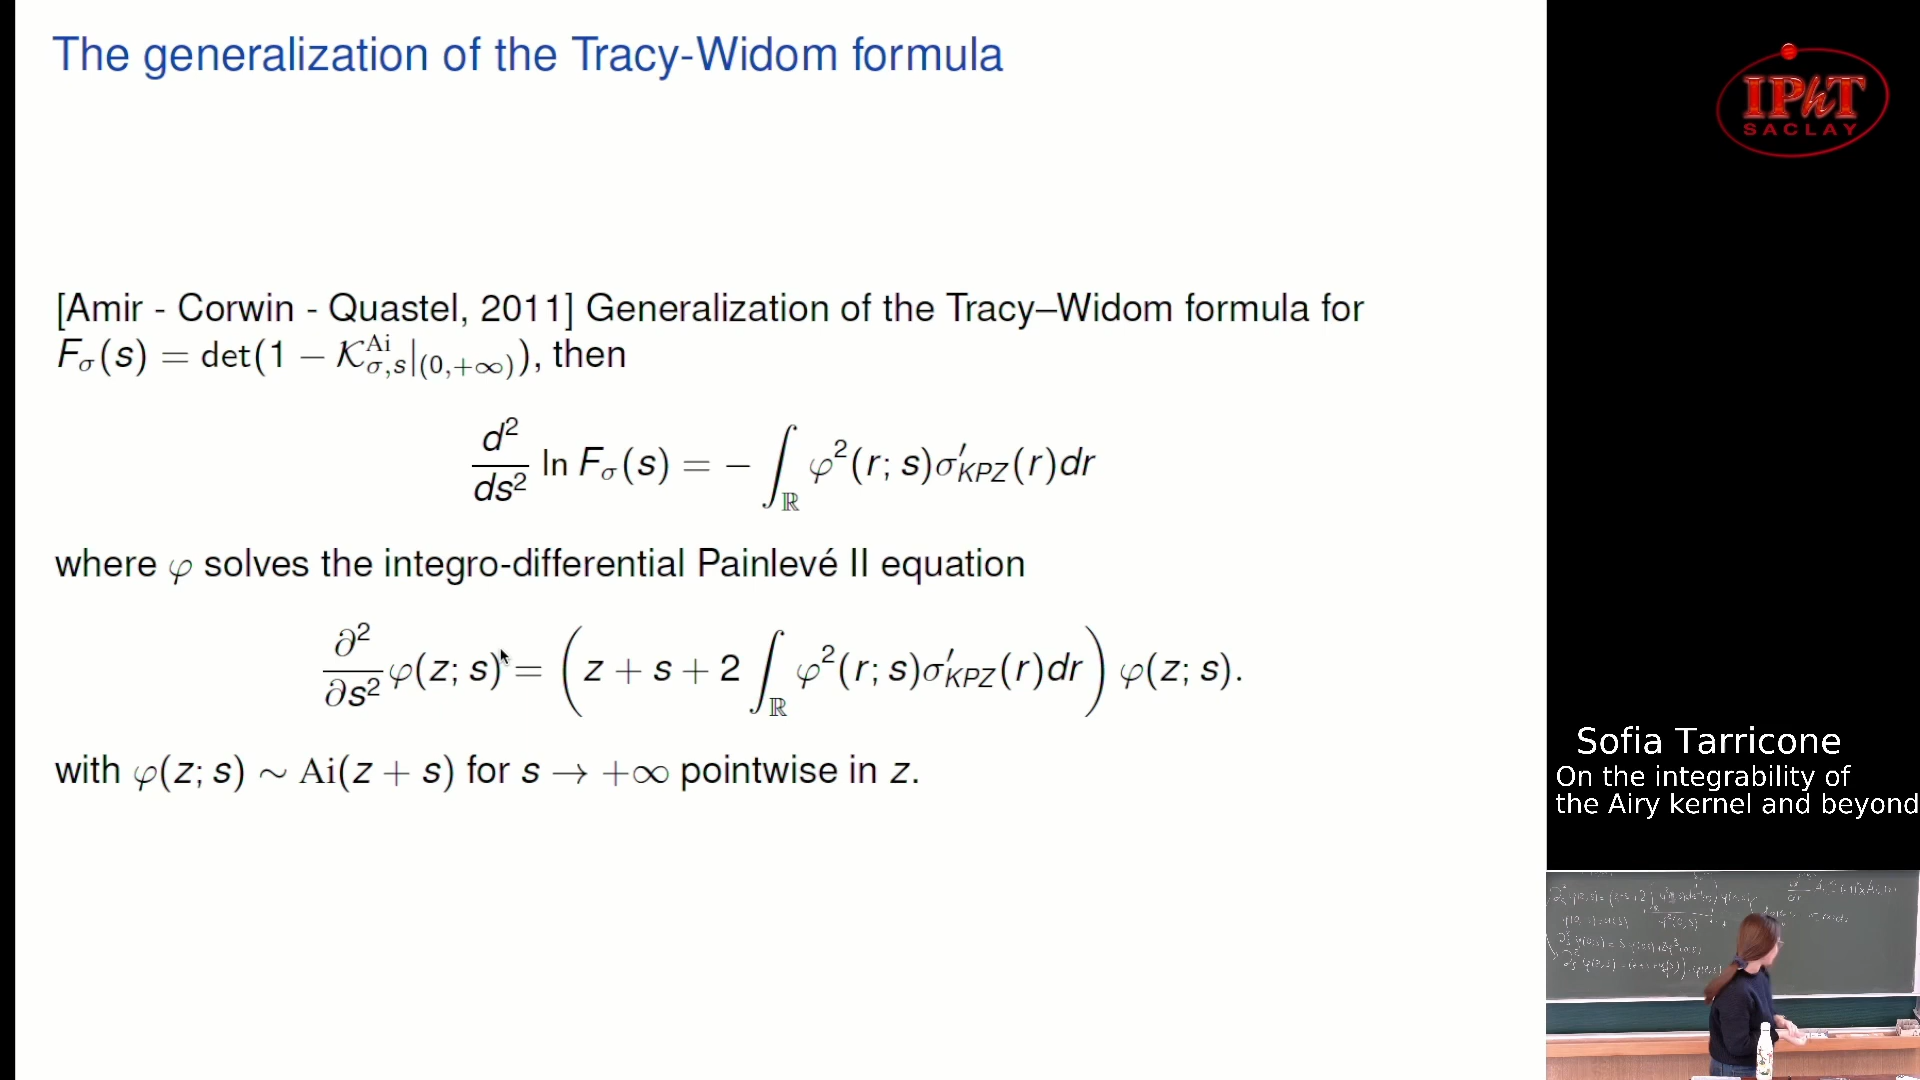 The generalization of the Tracy-Widom formula
[Amir - Corwin - Quastel, 2011] Generalization of the Tracy–Widom formula for
F_σ(s) = det(1 − 𝒦^{Ai}_{σ,s}|_{(0,+∞)}), then
d²/ds² ln F_σ(s) = − ∫_ℝ φ²(r; s)σ′_{KPZ}(r)dr
where φ solves the integro-differential Painlevé II equation
∂²/∂s² φ(z; s) = (z + s + 2 ∫_ℝ φ²(r; s)σ′_{KPZ}(r)dr) φ(z; s).
with φ(z; s) ∼ Ai(z + s) for s → +∞ pointwise in z.
IPhT
SACLAY
Sofia Tarricone
On the integrability of
the Airy kernel and beyond